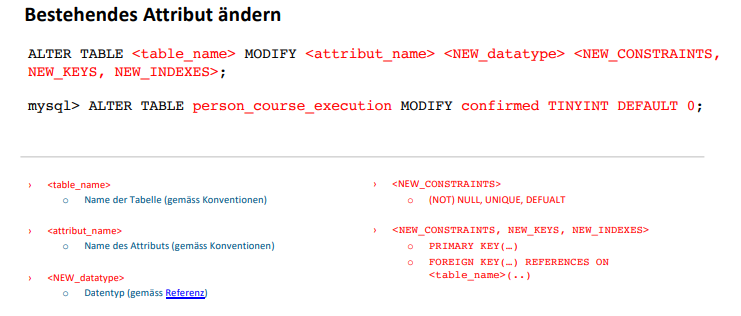 Bestehendes Attribut ändern
ALTER TABLE <table_name> MODIFY <attribut_name> <NEW_datatype> <NEW_CONSTRAINTS,
NEW_KEYS, NEW_INDEXES>;
mysql> ALTER TABLE person_course_execution MODIFY confirmed TINYINT DEFAULT 0;
› <table_name>
o Name der Tabelle (gemäss Konventionen)
› <attribut_name>
o Name des Attributs (gemäss Konventionen)
› <NEW_datatype>
o Datentyp (gemäss Referenz)
› <NEW_CONSTRAINTS>
o (NOT) NULL, UNIQUE, DEFUALT
› <NEW_CONSTRAINTS, NEW_KEYS, NEW_INDEXES>
o PRIMARY KEY(…)
o FOREIGN KEY(…) REFERENCES ON
<table_name>(..)